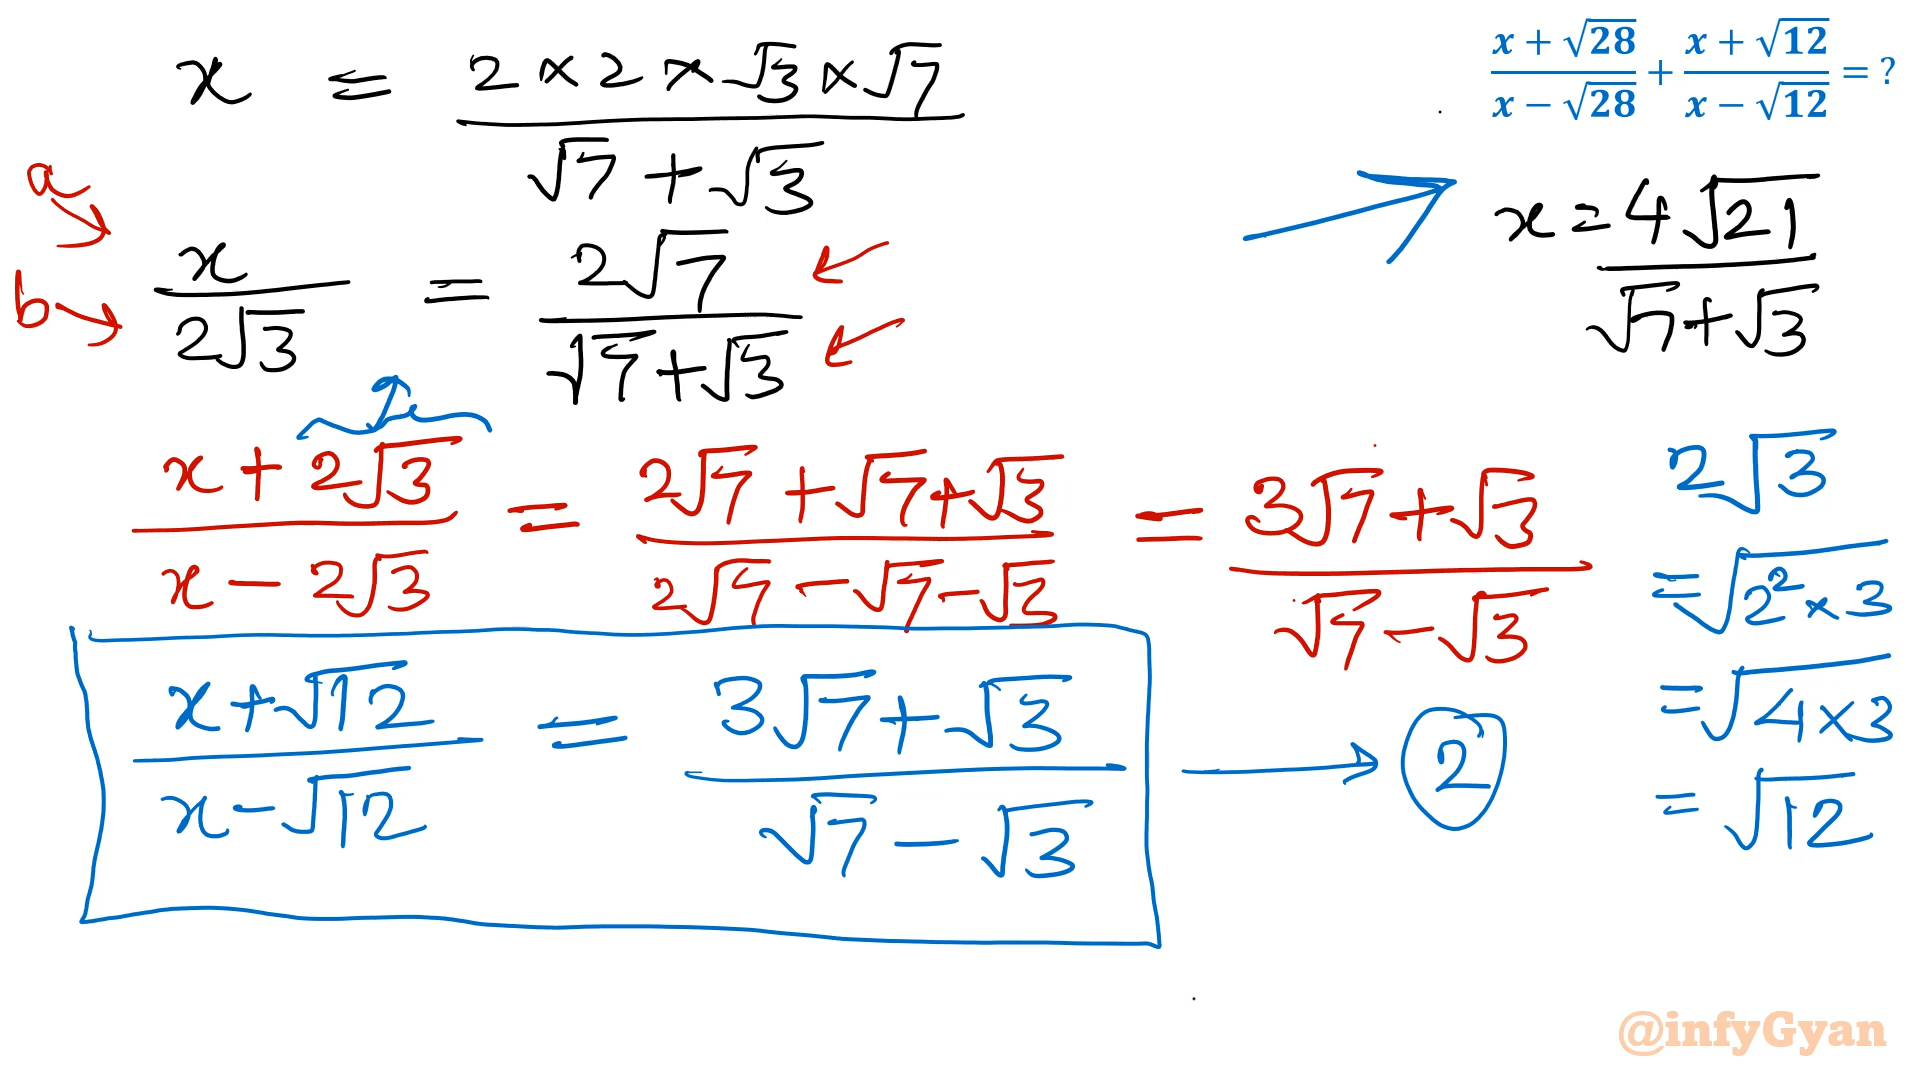 x = (2 × 2 × √3 × √7)/(√7 + √3)
(x + √28)/(x − √28) + (x + √12)/(x − √12) = ?
x = 4√21/(√7 + √3)
a
b
x/(2√3) = 2√7/(√7 + √3)
(x + 2√3)/(x − 2√3) = (2√7 + √7 + √3)/(2√7 − √7 − √3) = (3√7 + √3)/(√7 − √3)
(x + √12)/(x − √12) = (3√7 + √3)/(√7 − √3) → 2
2√3
= √(2² × 3)
= √(4 × 3)
= √12
@infyGyan